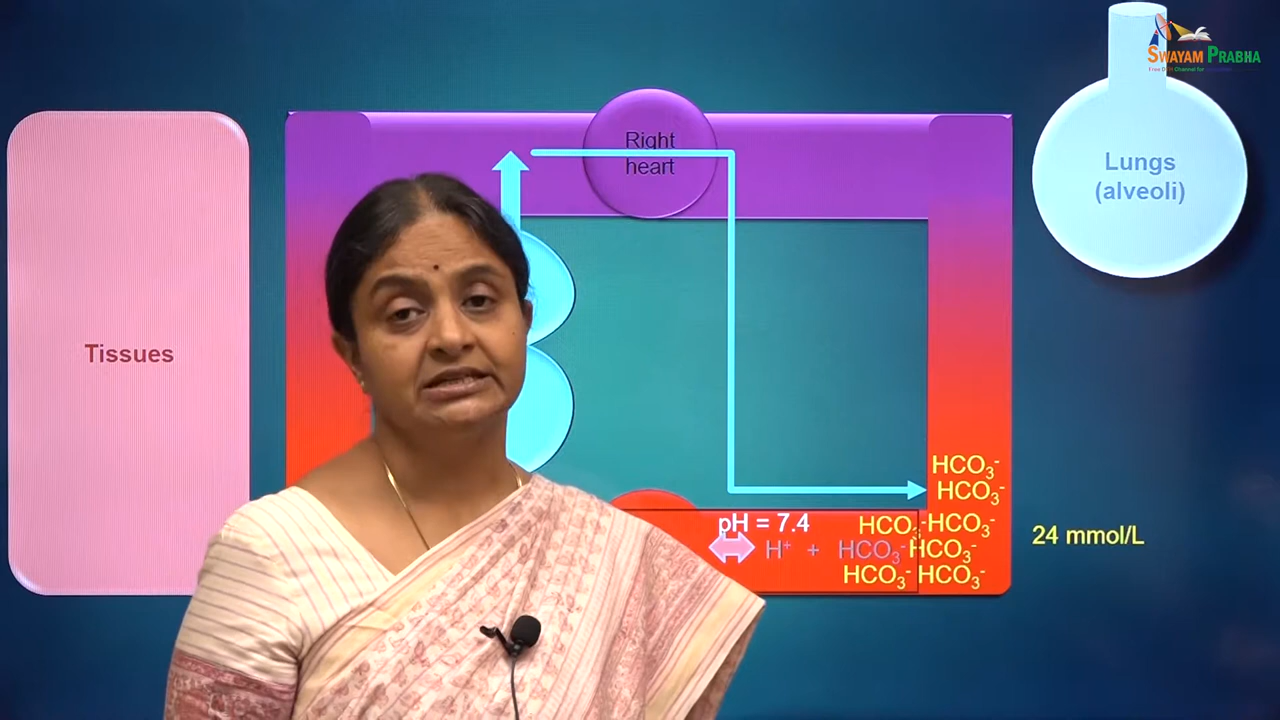 SWAYAM PRABHA
Right
heart
Lungs
(alveoli)
Tissues
HCO₃⁻
HCO₃⁻
pH = 7.4
HCO₃⁻HCO₃⁻
24 mmol/L
H⁺ + HCO₃⁻HCO₃⁻
HCO₃⁻ HCO₃⁻